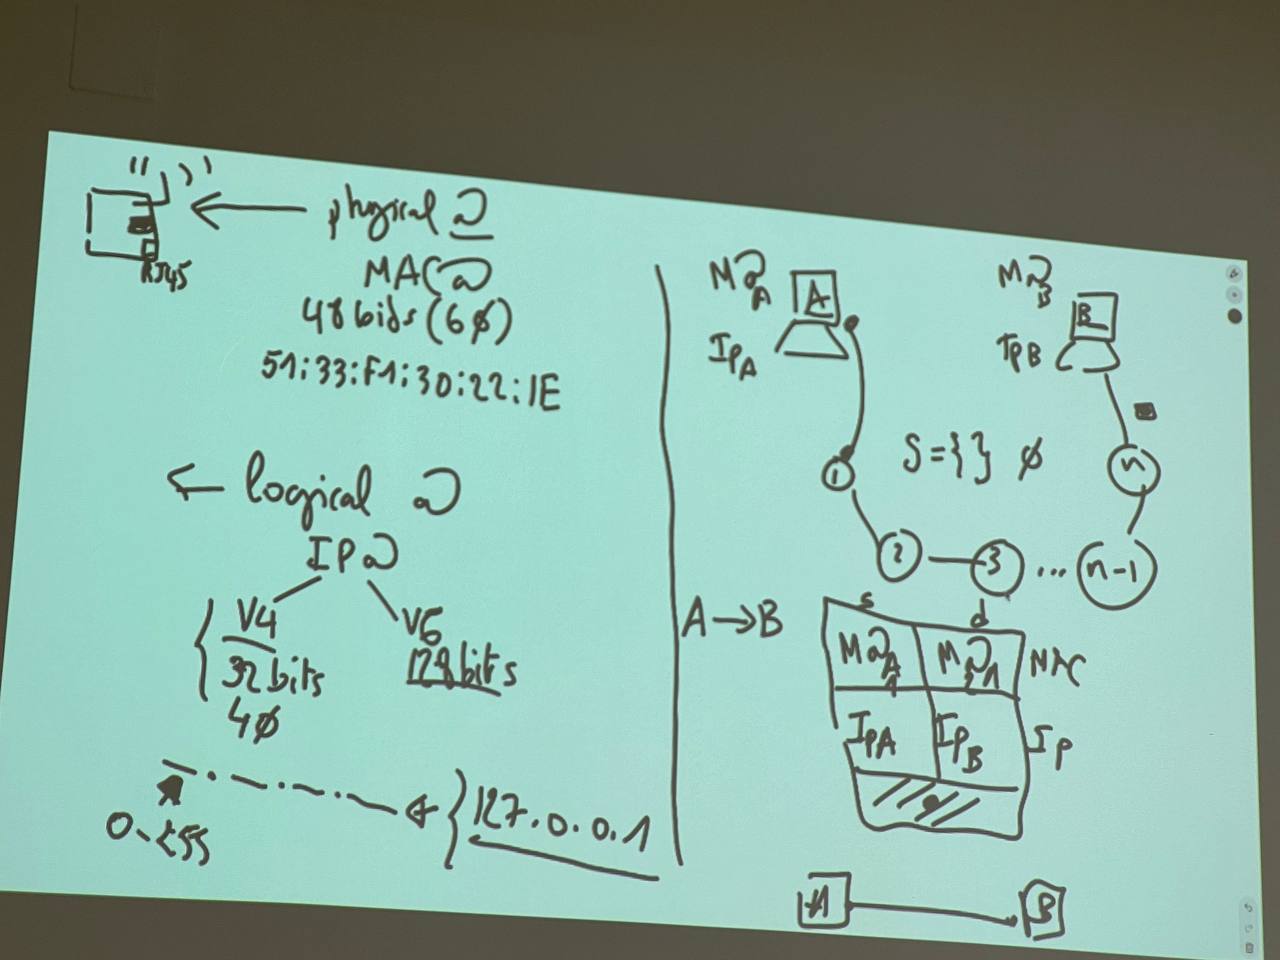 physical @
RJ45
MAC @
48 bits (6 ø)
51:33:F1:30:22:1E
logical @
IP @
V4
V6
32 bits
128 bits
4 ø
0.255
127.0.0.1
M@A
A
IPA
M@B
B
IPB
1
S={} ø
n
2
3
...
n-1
A→B
s
d
M@A
M@1
MAC
IPA
IPB
IP
A
B